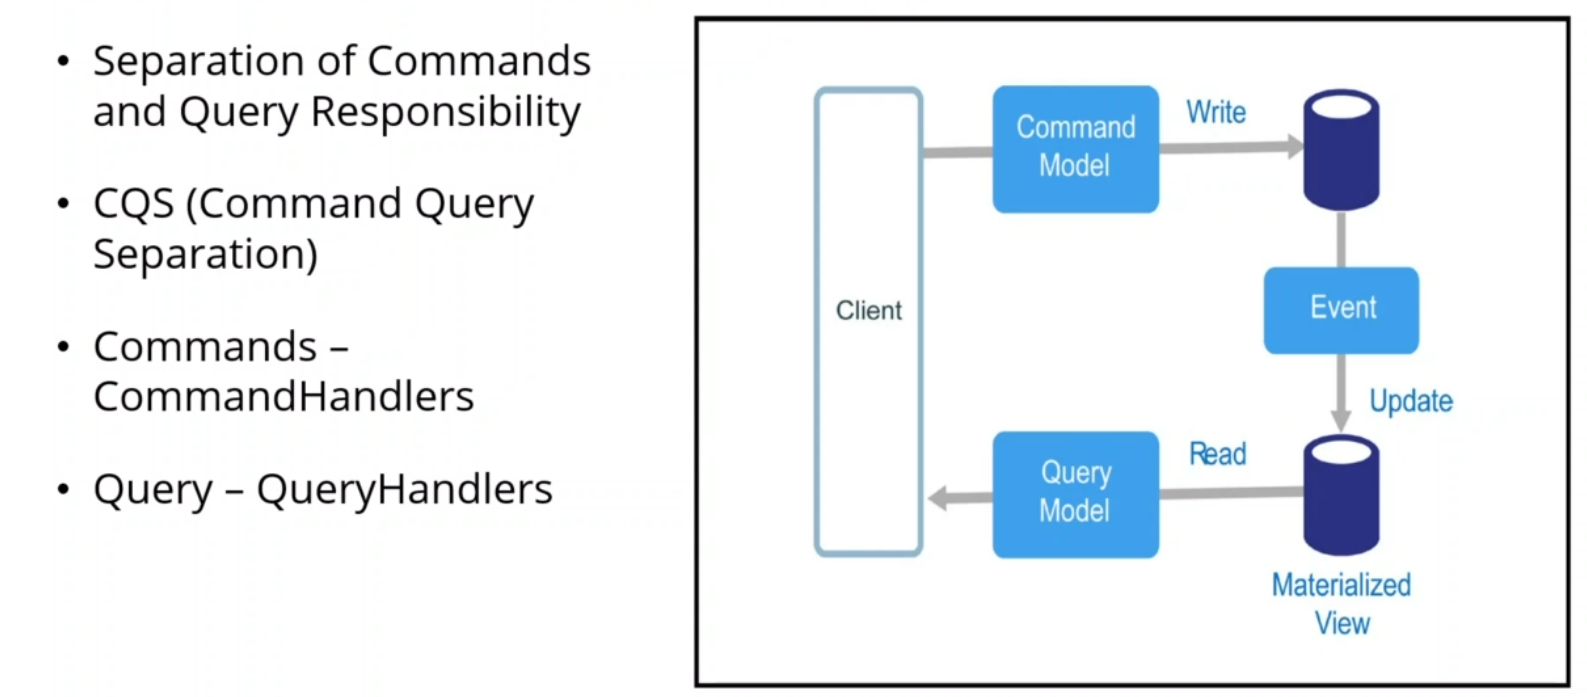 • Separation of Commands
and Query Responsibility
• CQS (Command Query
Separation)
• Commands –
CommandHandlers
• Query – QueryHandlers
Client
Command
Model
Write
Event
Update
Query
Model
Read
Materialized
View